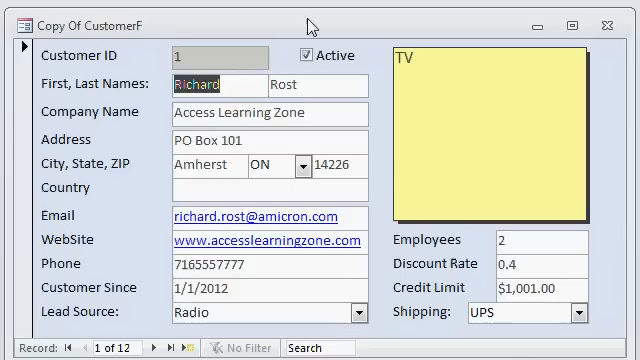 Copy Of CustomerF
Customer ID 1 Active
TV
First, Last Names: Richard Rost
Company Name Access Learning Zone
Address PO Box 101
City, State, ZIP Amherst ON 14226
Country
Email richard.rost@amicron.com
WebSite www.accesslearningzone.com Employees 2
Phone 7165557777 Discount Rate 0.4
Customer Since 1/1/2012 Credit Limit $1,001.00
Lead Source: Radio Shipping: UPS
Record: 1 of 12 No Filter Search